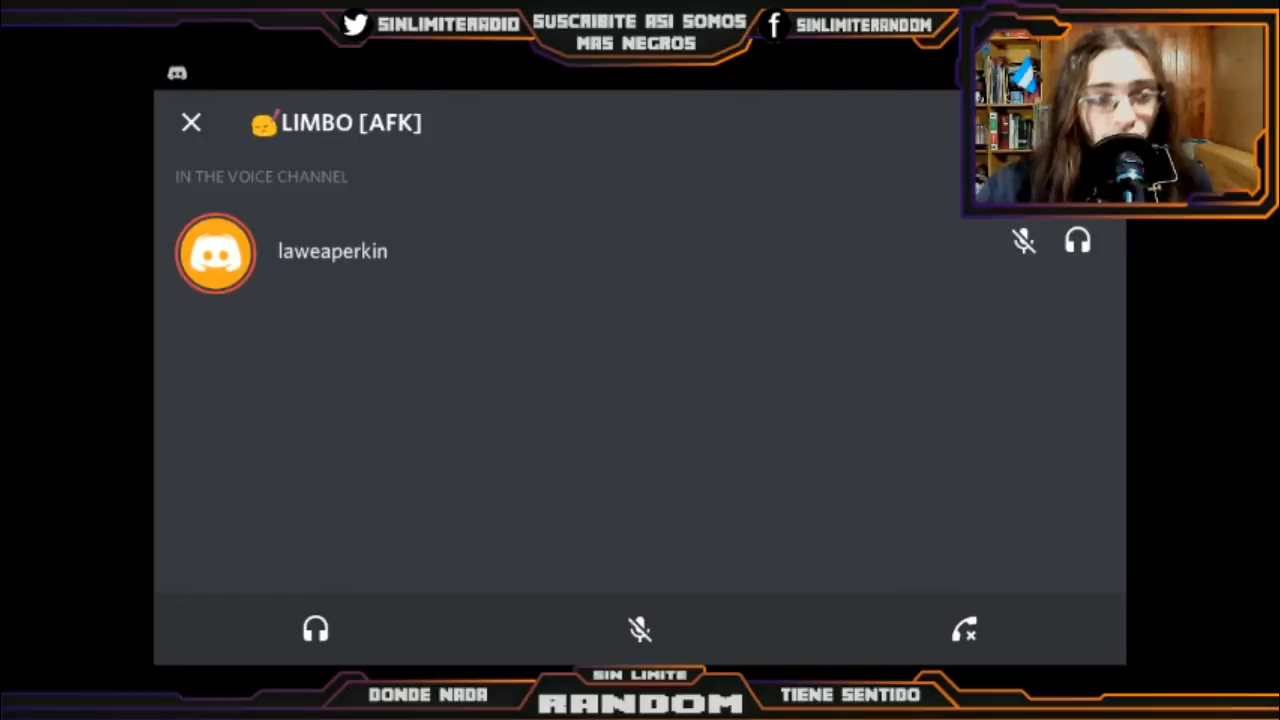 SINLIMITERADIO
SUSCRIBITE ASI SOMOS
MAS NEGROS
SINLIMITERANDOM
LIMBO [AFK]
IN THE VOICE CHANNEL
laweaperkin
DONDE NADA
SIN LIMITE
RANDOM
TIENE SENTIDO